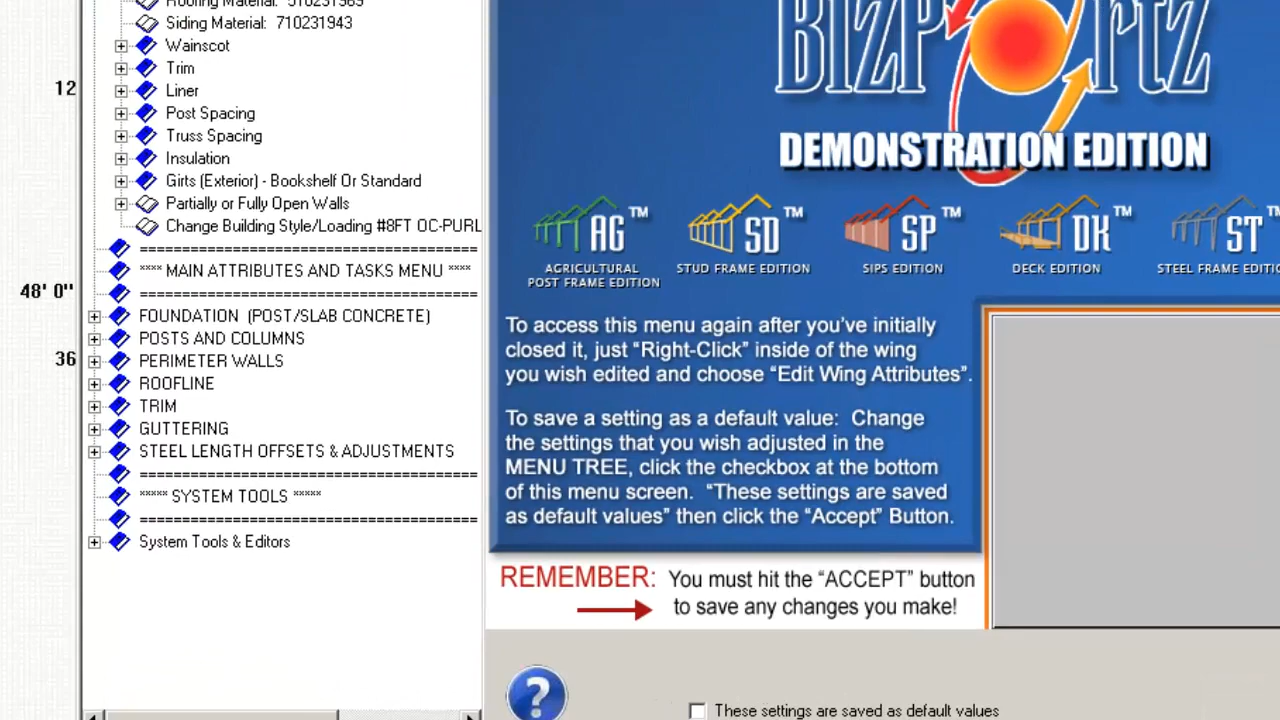 Roofing Material: 510231969
Siding Material: 710231943
Wainscot
Trim
Liner
Post Spacing
Truss Spacing
Insulation
Girts (Exterior) - Bookshelf Or Standard
Partially or Fully Open Walls
Change Building Style/Loading #8FT OC-PURL
=====================================
**** MAIN ATTRIBUTES AND TASKS MENU ****
=====================================
FOUNDATION (POST/SLAB CONCRETE)
POSTS AND COLUMNS
PERIMETER WALLS
ROOFLINE
TRIM
GUTTERING
STEEL LENGTH OFFSETS & ADJUSTMENTS
=====================================
***** SYSTEM TOOLS *****
=====================================
System Tools & Editors
12
48' 0"
36
BizPortz
DEMONSTRATION EDITION
AG™
AGRICULTURAL
POST FRAME EDITION
SD™
STUD FRAME EDITION
SP™
SIPS EDITION
DK™
DECK EDITION
ST™
STEEL FRAME EDITI
To access this menu again after you've initially
closed it, just "Right-Click" inside of the wing
you wish edited and choose "Edit Wing Attributes".
To save a setting as a default value: Change
the settings that you wish adjusted in the
MENU TREE, click the checkbox at the bottom
of this menu screen. "These settings are saved
as default values" then click the "Accept" Button.
REMEMBER: You must hit the "ACCEPT" button
to save any changes you make!
?
These settings are saved as default values